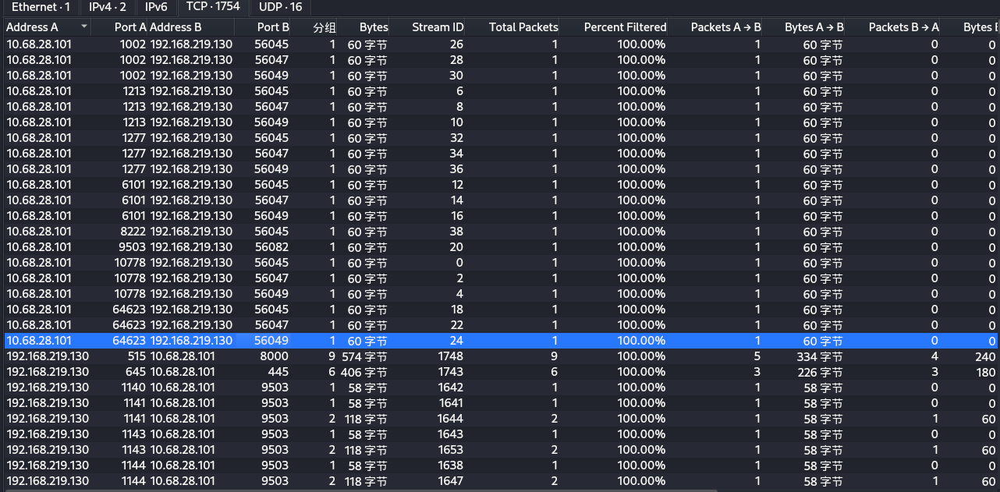 Ethernet · 1 IPv4 · 2 IPv6 TCP · 1754 UDP · 16
Address A Port A Address B Port B 分组 Bytes Stream ID Total Packets Percent Filtered Packets A → B Bytes A → B Packets B → A Bytes B
10.68.28.101 1002 192.168.219.130 56045 1 60 字节 26 1 100.00% 1 60 字节 0 0
10.68.28.101 1002 192.168.219.130 56047 1 60 字节 28 1 100.00% 1 60 字节 0 0
10.68.28.101 1002 192.168.219.130 56049 1 60 字节 30 1 100.00% 1 60 字节 0 0
10.68.28.101 1213 192.168.219.130 56045 1 60 字节 6 1 100.00% 1 60 字节 0 0
10.68.28.101 1213 192.168.219.130 56047 1 60 字节 8 1 100.00% 1 60 字节 0 0
10.68.28.101 1213 192.168.219.130 56049 1 60 字节 10 1 100.00% 1 60 字节 0 0
10.68.28.101 1277 192.168.219.130 56045 1 60 字节 32 1 100.00% 1 60 字节 0 0
10.68.28.101 1277 192.168.219.130 56047 1 60 字节 34 1 100.00% 1 60 字节 0 0
10.68.28.101 1277 192.168.219.130 56049 1 60 字节 36 1 100.00% 1 60 字节 0 0
10.68.28.101 6101 192.168.219.130 56045 1 60 字节 12 1 100.00% 1 60 字节 0 0
10.68.28.101 6101 192.168.219.130 56047 1 60 字节 14 1 100.00% 1 60 字节 0 0
10.68.28.101 6101 192.168.219.130 56049 1 60 字节 16 1 100.00% 1 60 字节 0 0
10.68.28.101 8222 192.168.219.130 56045 1 60 字节 38 1 100.00% 1 60 字节 0 0
10.68.28.101 9503 192.168.219.130 56082 1 60 字节 20 1 100.00% 1 60 字节 0 0
10.68.28.101 10778 192.168.219.130 56045 1 60 字节 0 1 100.00% 1 60 字节 0 0
10.68.28.101 10778 192.168.219.130 56047 1 60 字节 2 1 100.00% 1 60 字节 0 0
10.68.28.101 10778 192.168.219.130 56049 1 60 字节 4 1 100.00% 1 60 字节 0 0
10.68.28.101 64623 192.168.219.130 56045 1 60 字节 18 1 100.00% 1 60 字节 0 0
10.68.28.101 64623 192.168.219.130 56047 1 60 字节 22 1 100.00% 1 60 字节 0 0
10.68.28.101 64623 192.168.219.130 56049 1 60 字节 24 1 100.00% 1 60 字节 0 0
192.168.219.130 515 10.68.28.101 8000 9 574 字节 1748 9 100.00% 5 334 字节 4 240
192.168.219.130 645 10.68.28.101 445 6 406 字节 1743 6 100.00% 3 226 字节 3 180
192.168.219.130 1140 10.68.28.101 9503 1 58 字节 1642 1 100.00% 1 58 字节 0 0
192.168.219.130 1141 10.68.28.101 9503 1 58 字节 1641 1 100.00% 1 58 字节 0 0
192.168.219.130 1141 10.68.28.101 9503 2 118 字节 1644 2 100.00% 1 58 字节 1 60
192.168.219.130 1143 10.68.28.101 9503 1 58 字节 1643 1 100.00% 1 58 字节 0 0
192.168.219.130 1143 10.68.28.101 9503 2 118 字节 1653 2 100.00% 1 58 字节 1 60
192.168.219.130 1144 10.68.28.101 9503 1 58 字节 1638 1 100.00% 1 58 字节 0 0
192.168.219.130 1144 10.68.28.101 9503 2 118 字节 1647 2 100.00% 1 58 字节 1 60